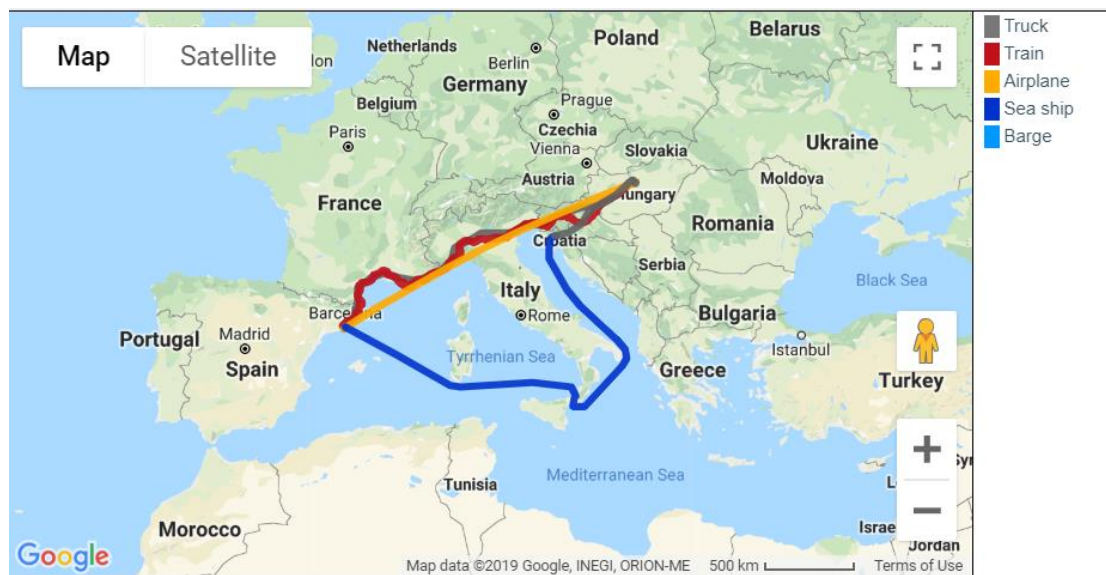 Map
Satellite
Netherlands
Berlin
Poland
Belarus
Germany
Belgium
Prague
Czechia
Paris
Vienna
Slovakia
Ukraine
Austria
Moldova
France
Romania
Croatia
Serbia
Italy
Black Sea
Portugal
Madrid
Rome
Bulgaria
Istanbul
Spain
Tyrrhenian Sea
Greece
Turkey
Mediterranean Sea
Tunisia
Morocco
Jordan
Google
Map data ©2019 Google, INEGI, ORION-ME
500 km
Terms of Use
Truck
Train
Airplane
Sea ship
Barge